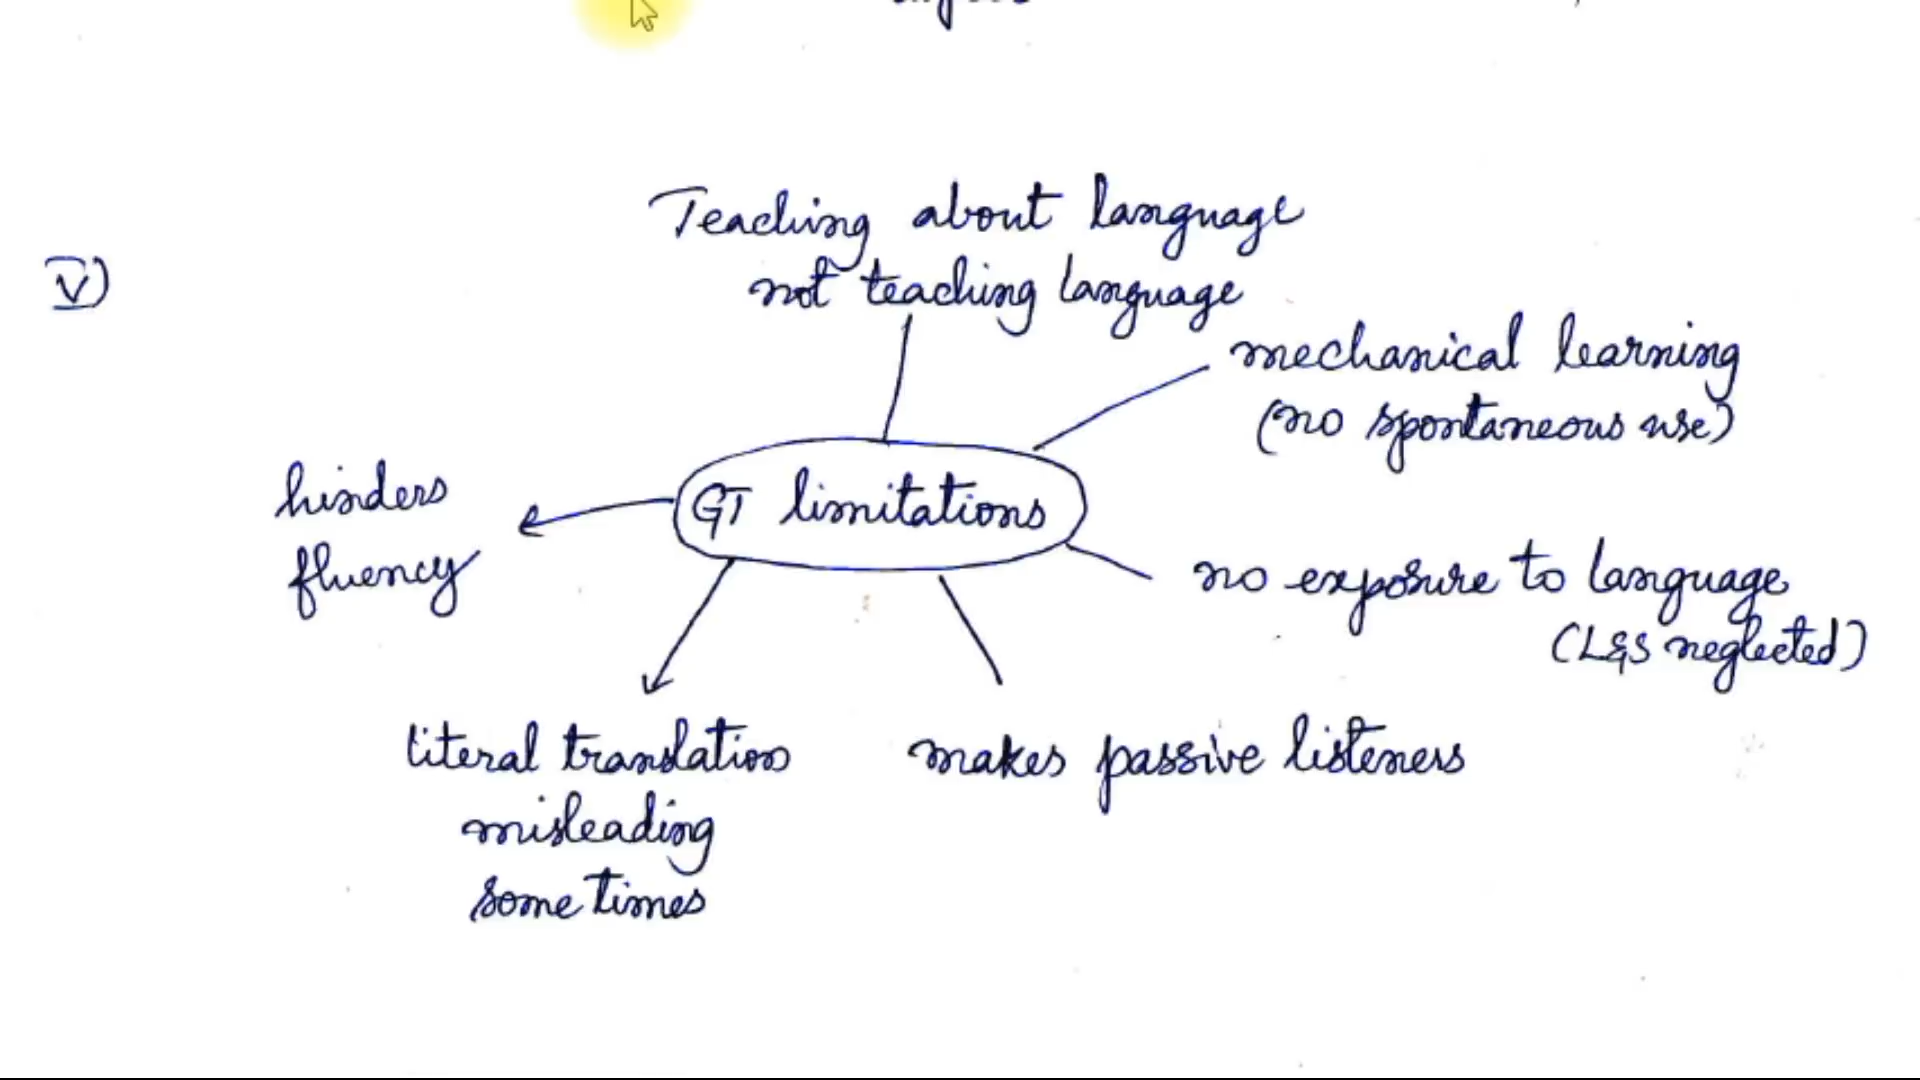 V)
Teaching about language
not teaching language
mechanical learning
(no spontaneous use)
GT limitations
hinders
fluency
no exposure to language
(L&S neglected)
literal translation
misleading
some times
makes passive listeners